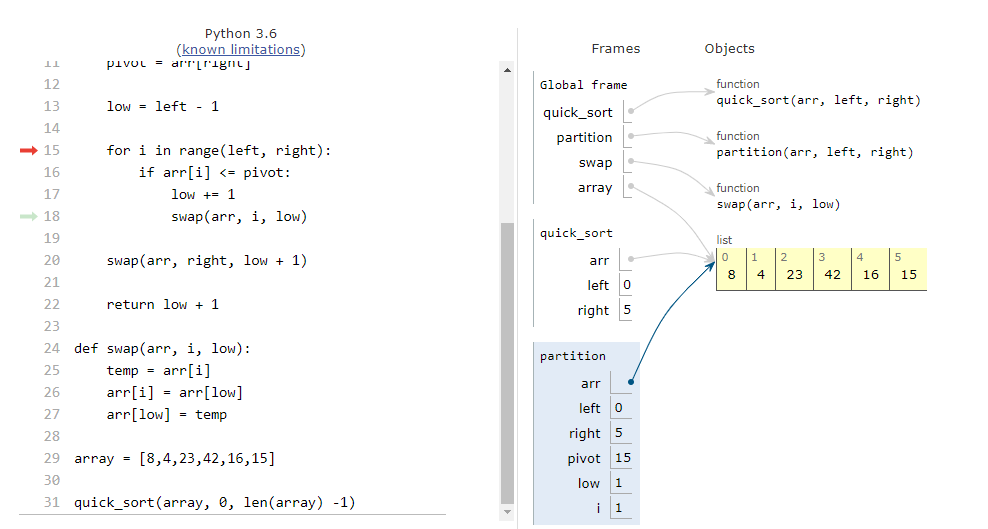 Python 3.6
(known limitations)
11 pivot = arr[right]
12
13 low = left - 1
14
15 for i in range(left, right):
16 if arr[i] <= pivot:
17 low += 1
18 swap(arr, i, low)
19
20 swap(arr, right, low + 1)
21
22 return low + 1
23
24 def swap(arr, i, low):
25 temp = arr[i]
26 arr[i] = arr[low]
27 arr[low] = temp
28
29 array = [8,4,23,42,16,15]
30
31 quick_sort(array, 0, len(array) -1)
Frames Objects
Global frame
quick_sort
partition
swap
array
function
quick_sort(arr, left, right)
function
partition(arr, left, right)
function
swap(arr, i, low)
list
0 1 2 3 4 5
8 4 23 42 16 15
quick_sort
arr
left 0
right 5
partition
arr
left 0
right 5
pivot 15
low 1
i 1